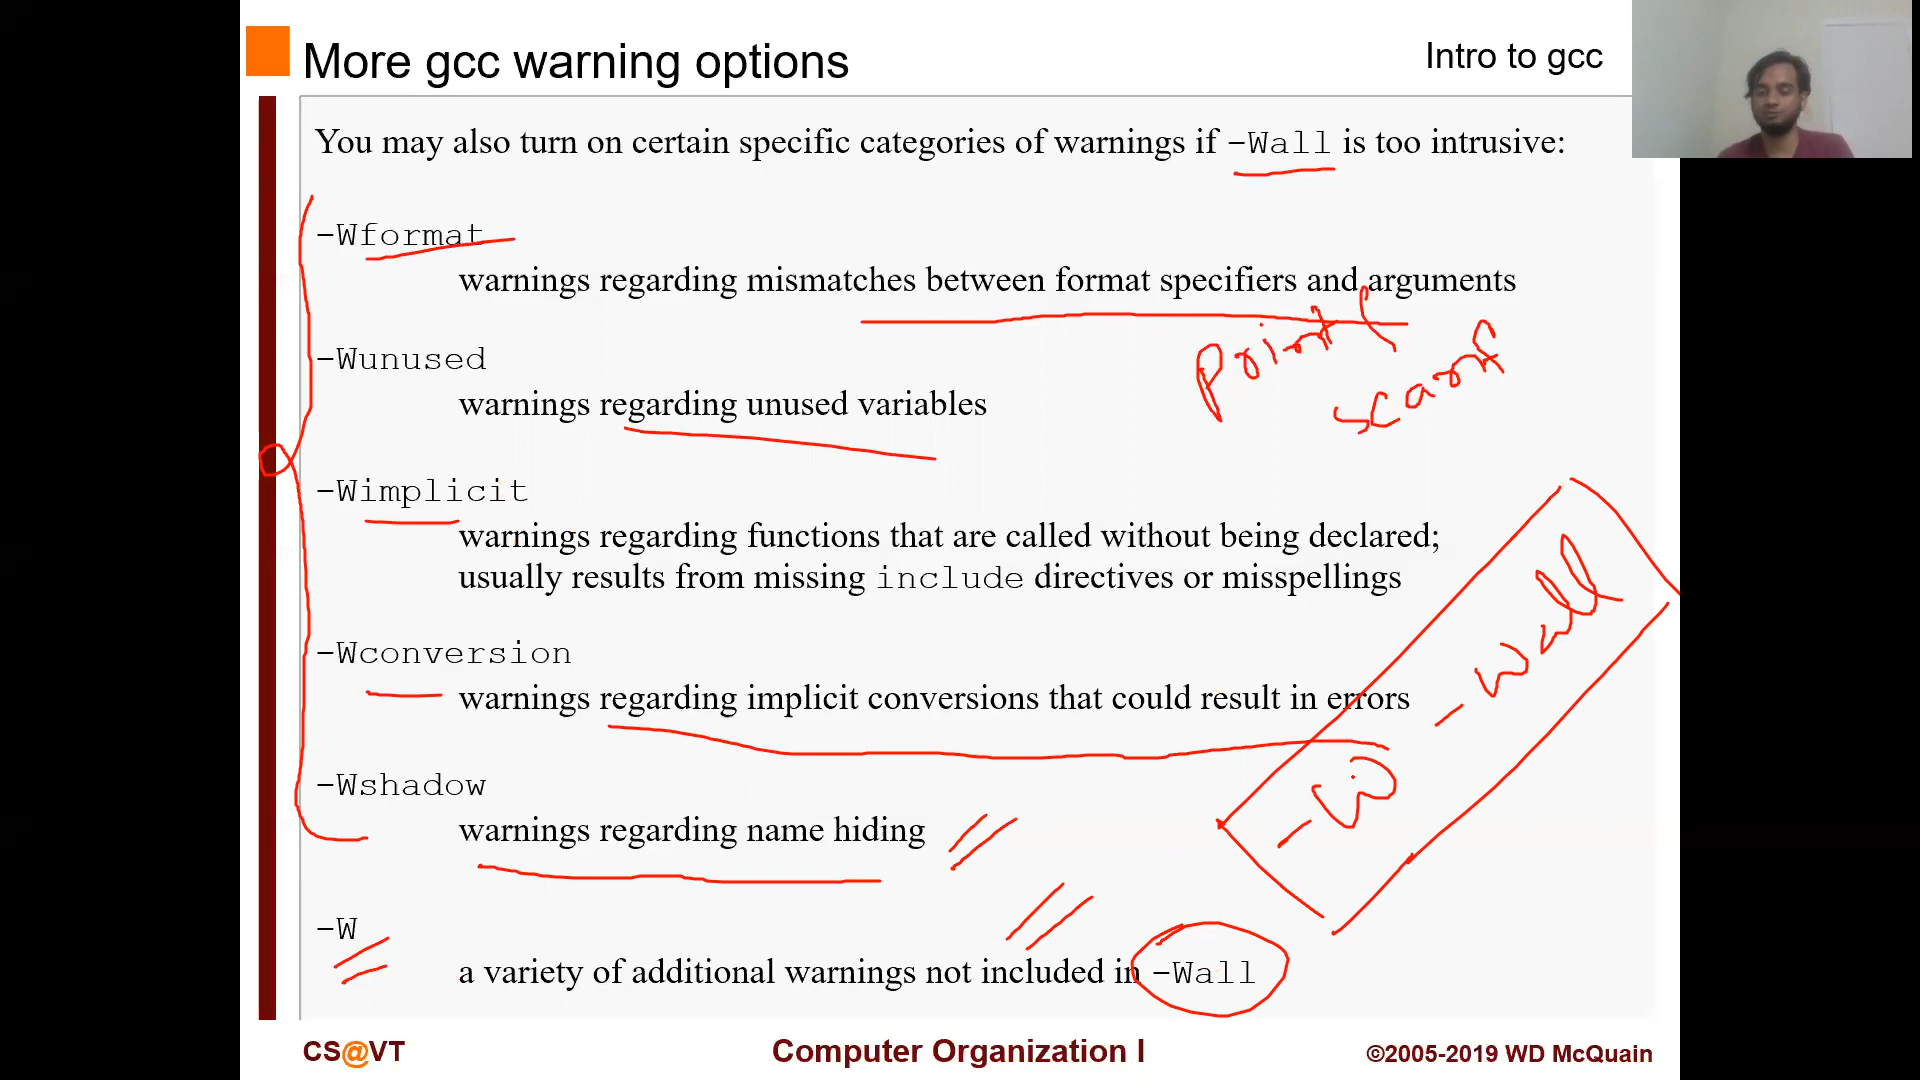 More gcc warning options
Intro to gcc
You may also turn on certain specific categories of warnings if -Wall is too intrusive:
-Wformat
warnings regarding mismatches between format specifiers and arguments
printf
scanf
-Wunused
warnings regarding unused variables
-Wimplicit
warnings regarding functions that are called without being declared;
usually results from missing include directives or misspellings
-Wconversion
warnings regarding implicit conversions that could result in errors
-W -Wall
-Wshadow
warnings regarding name hiding
-W
a variety of additional warnings not included in -Wall
CS@VT
Computer Organization I
©2005-2019 WD McQuain